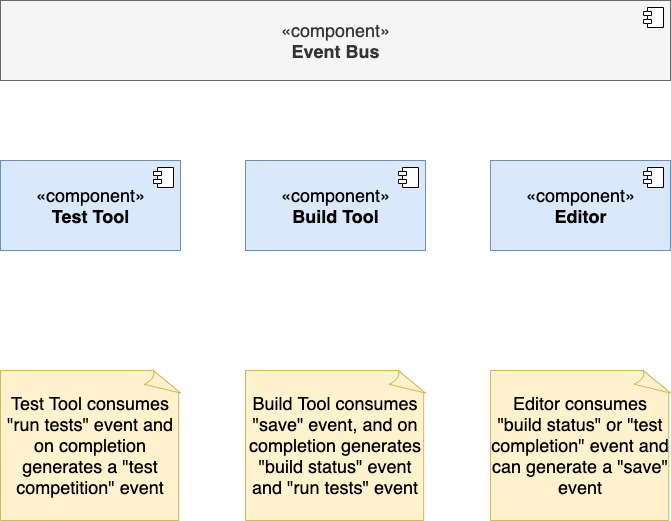 «component»
Event Bus
«component»
Test Tool
«component»
Build Tool
«component»
Editor
Test Tool consumes
"run tests" event and
on completion
generates a "test
competition" event
Build Tool consumes
"save" event, and on
completion generates
"build status" event
and "run tests" event
Editor consumes
"build status" or "test
completion" event and
can generate a "save"
event